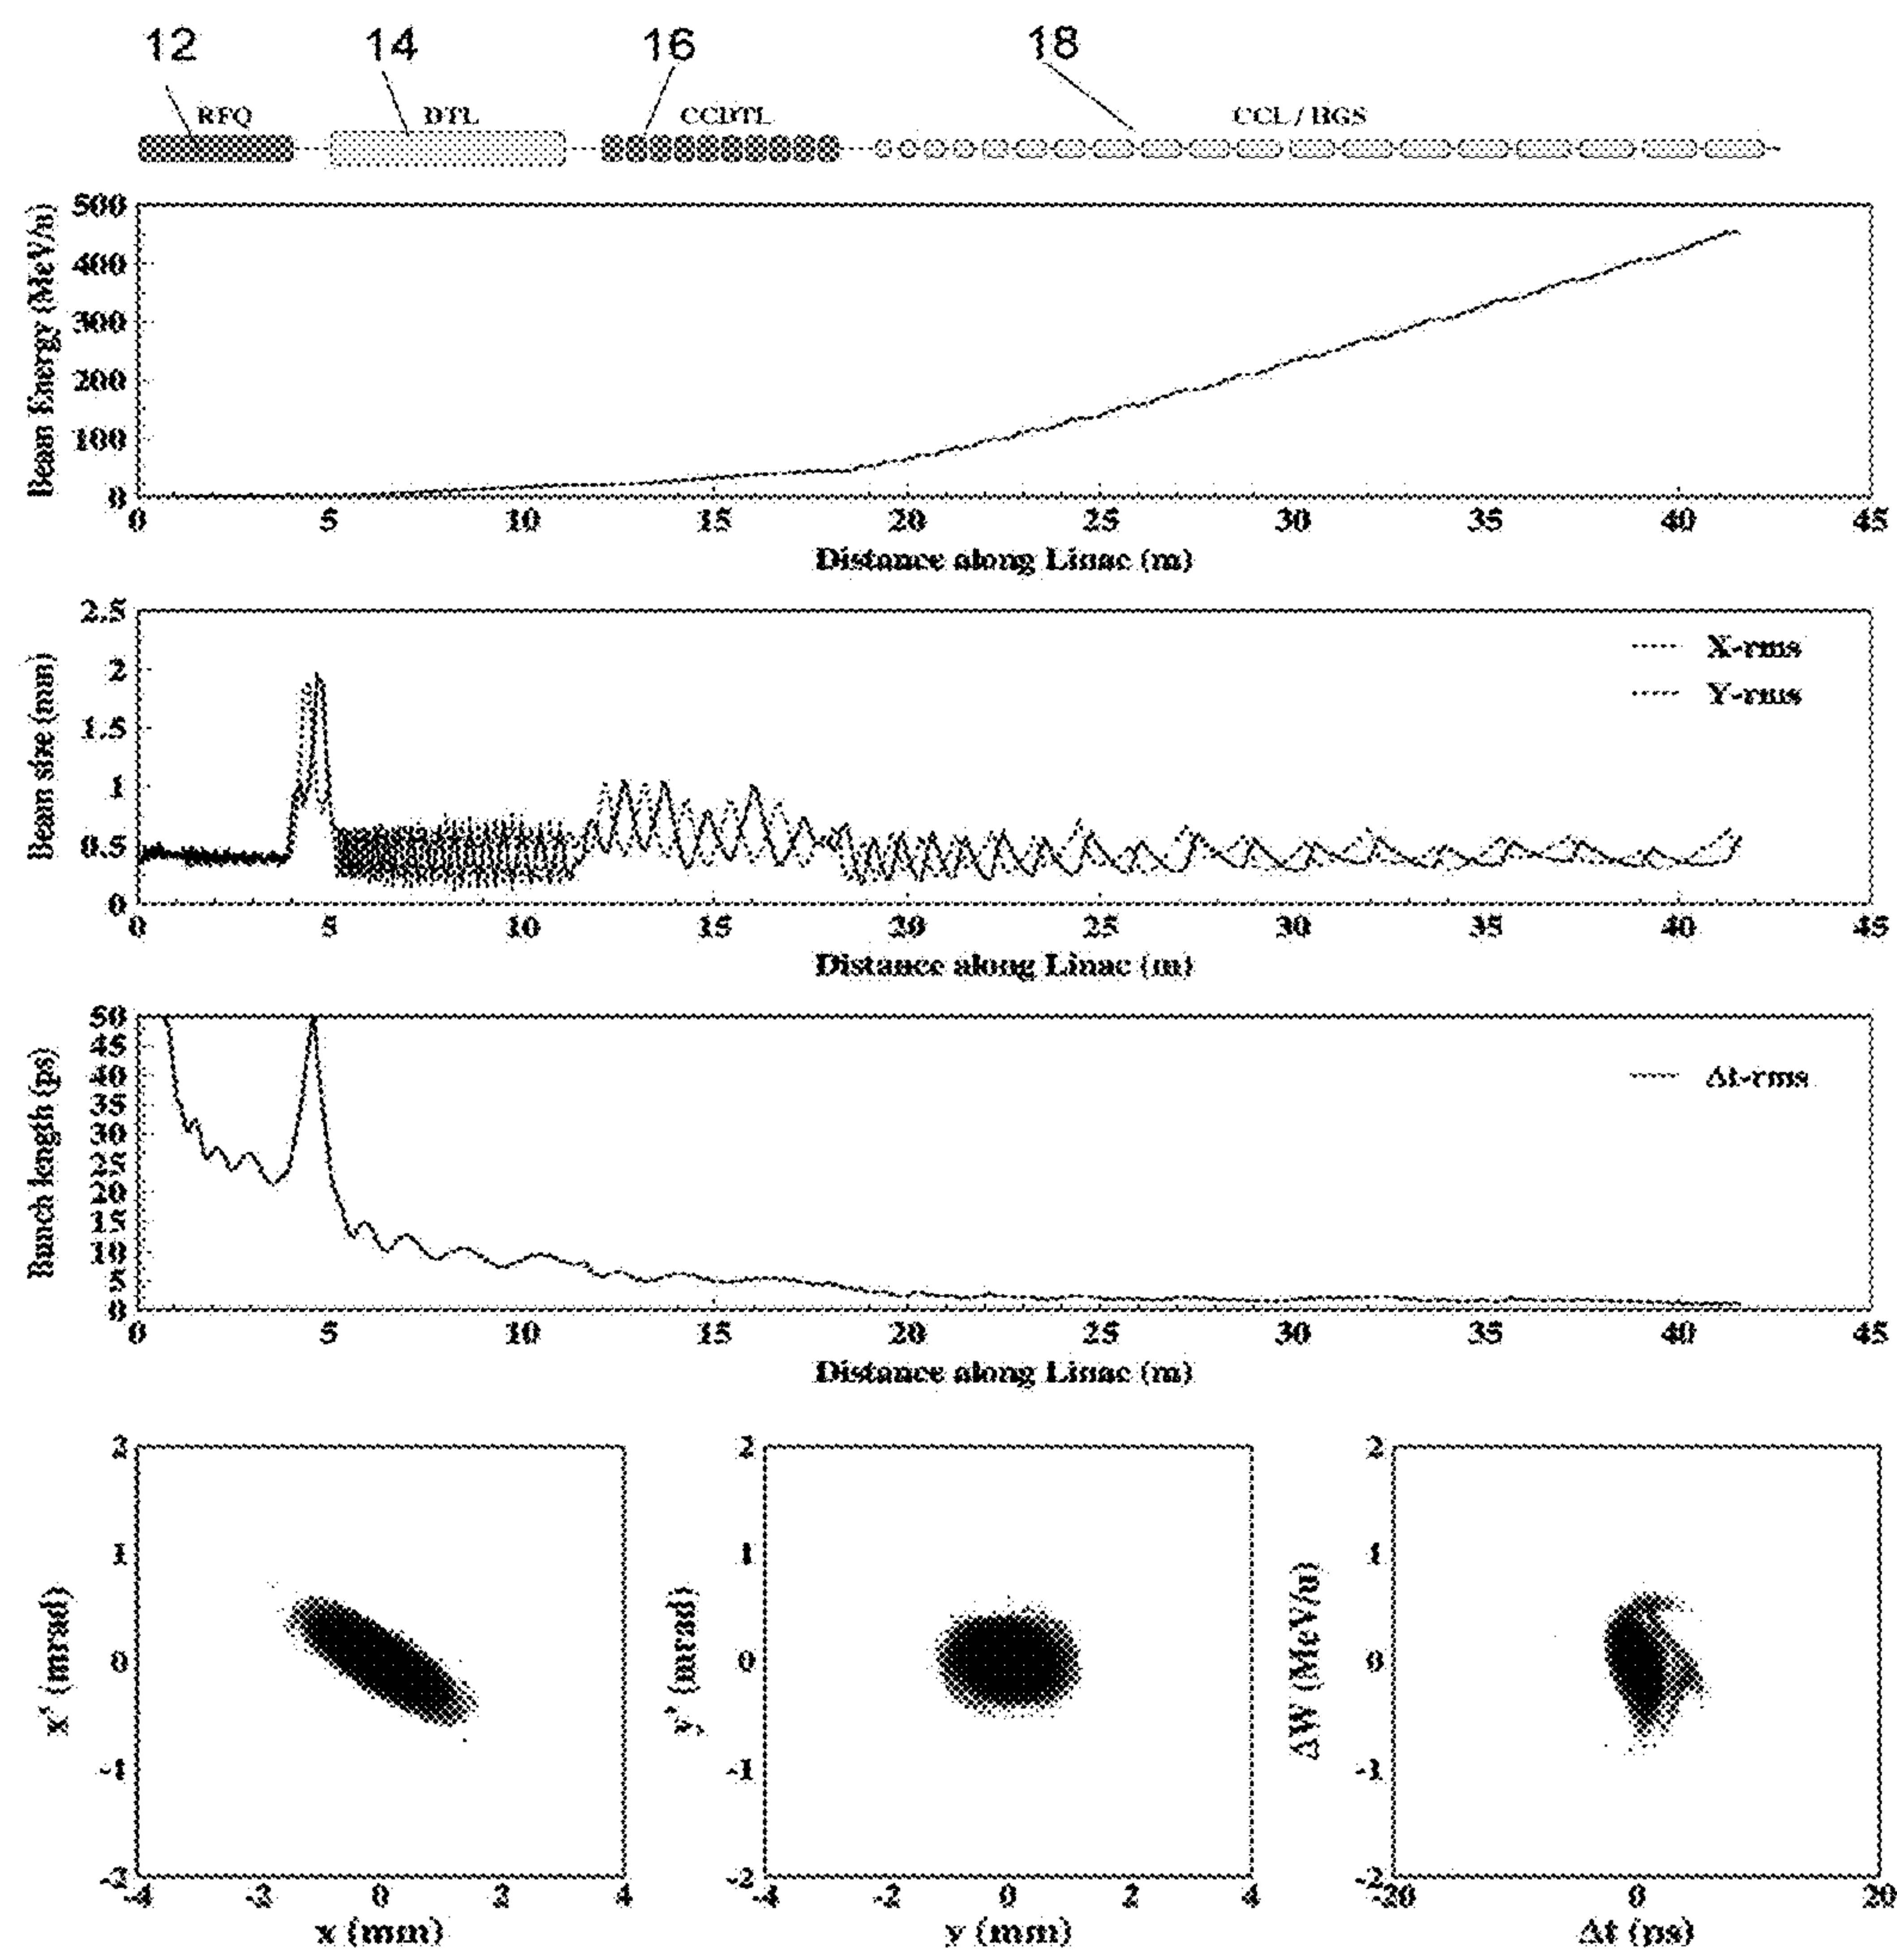 12 14 16 18
RFQ DTL CCDTL CCL / HGS
Beam Energy (MeV/u)
500
400
300
200
100
0
0 5 10 15 20 25 30 35 40 45
Distance along Linac (m)
Beam size (mm)
2.5
2
1.5
1
0.5
0
X-rms
Y-rms
0 5 10 15 20 25 30 35 40 45
Distance along Linac (m)
Bunch length (ps)
50
45
40
35
30
25
20
15
10
5
0
Δt-rms
0 5 10 15 20 25 30 35 40 45
Distance along Linac (m)
x' (mrad)
2
1
0
-1
-2
-4 -2 0 2 4
x (mm)
y' (mrad)
2
1
0
-1
-2
-4 -2 0 2 4
y (mm)
ΔW (MeV/u)
2
1
0
-1
-2
-20 0 20
Δt (ps)